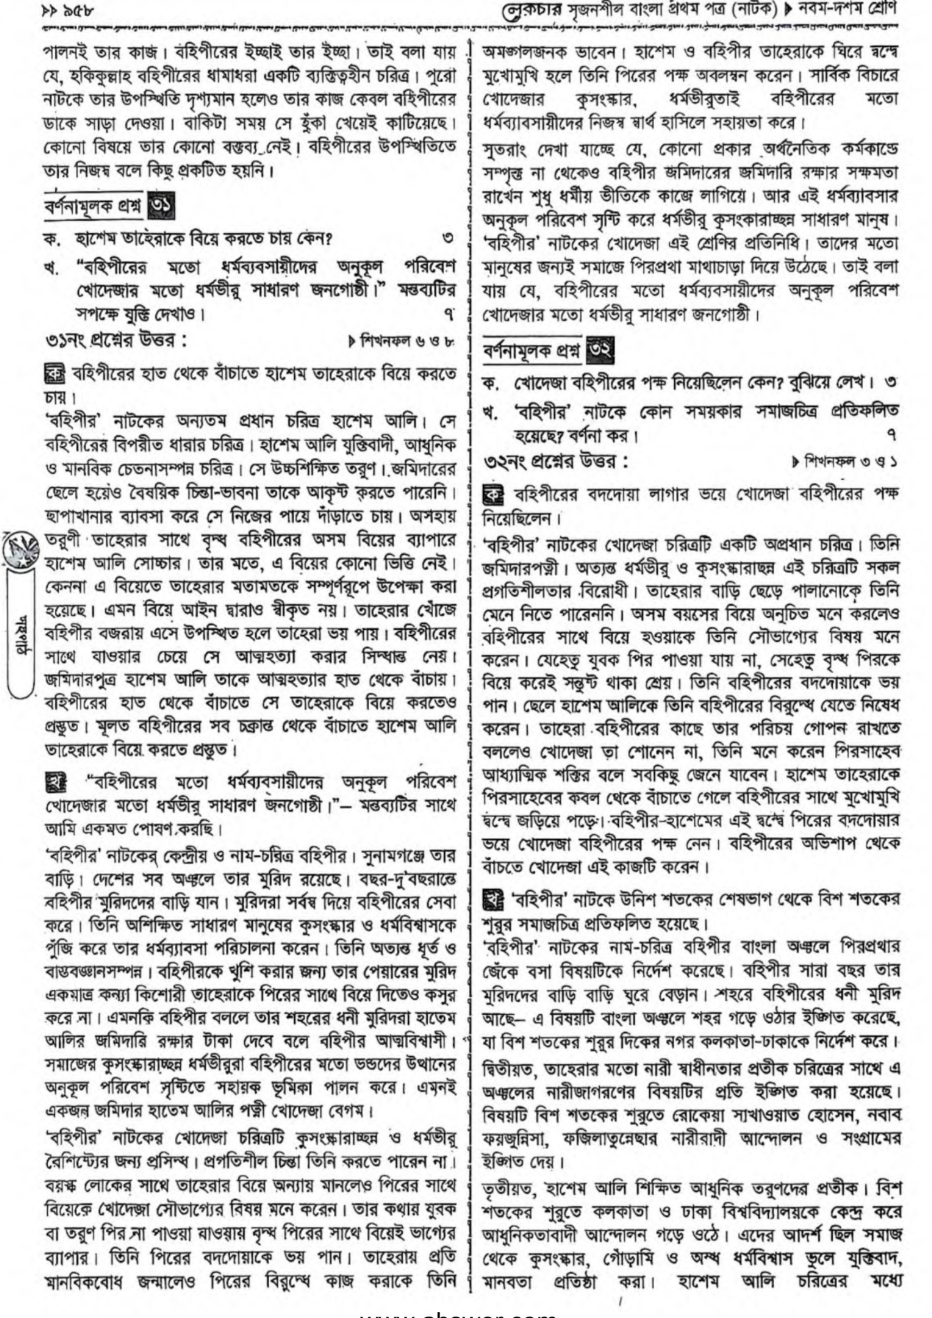 >> ৯৫৮
লেকচার সৃজনশীল বাংলা প্রথম পত্র (নাটক) ▶ নবম-দশম শ্রেণি
পালনই তার কাজ। বহিপীরের ইচ্ছাই তার ইচ্ছা। তাই বলা যায়
যে, হকিকুল্লাহ বহিপীরের ধামাধরা একটি ব্যক্তিত্বহীন চরিত্র। পুরো
নাটকে তার উপস্থিতি দৃশ্যমান হলেও তার কাজ কেবল বহিপীরের
ডাকে সাড়া দেওয়া। বাকিটা সময় সে হুঁকা খেয়েই কাটিয়েছে।
কোনো বিষয়ে তার কোনো বক্তব্য নেই। বহিপীরের উপস্থিতিতে
তার নিজস্ব বলে কিছু প্রকটিত হয়নি।
বর্ণনামূলক প্রশ্ন ৩১
ক. হাশেম তাহেরাকে বিয়ে করতে চায় কেন? ৩
খ. “বহিপীরের মতো ধর্মব্যবসায়ীদের অনুকূল পরিবেশ
খোদেজার মতো ধর্মভীরু সাধারণ জনগোষ্ঠী।” মন্তব্যটির
সপক্ষে যুক্তি দেখাও। ৭
৩১নং প্রশ্নের উত্তর : ▶ শিখনফল ৬ ও ৮
ক বহিপীরের হাত থেকে বাঁচাতে হাশেম তাহেরাকে বিয়ে করতে
চায়।
‘বহিপীর’ নাটকের অন্যতম প্রধান চরিত্র হাশেম আলি। সে
বহিপীরের বিপরীত ধারার চরিত্র। হাশেম আলি যুক্তিবাদী, আধুনিক
ও মানবিক চেতনাসম্পন্ন চরিত্র। সে উচ্চশিক্ষিত তরুণ। জমিদারের
ছেলে হয়েও বৈষয়িক চিন্তা-ভাবনা তাকে আকৃষ্ট করতে পারেনি।
ছাপাখানার ব্যাবসা করে সে নিজের পায়ে দাঁড়াতে চায়। অসহায়
তরুণী তাহেরার সাথে বৃদ্ধ বহিপীরের অসম বিয়ের ব্যাপারে
হাশেম আলি সোচ্চার। তার মতে, এ বিয়ের কোনো ভিত্তি নেই।
কেননা এ বিয়েতে তাহেরার মতামতকে সম্পূর্ণরূপে উপেক্ষা করা
হয়েছে। এমন বিয়ে আইন দ্বারাও স্বীকৃত নয়। তাহেরার খোঁজে
বহিপীর বজরায় এসে উপস্থিত হলে তাহেরা ভয় পায়। বহিপীরের
সাথে যাওয়ার চেয়ে সে আত্মহত্যা করার সিদ্ধান্ত নেয়।
জমিদারপুত্র হাশেম আলি তাকে আত্মহত্যার হাত থেকে বাঁচায়।
বহিপীরের হাত থেকে বাঁচাতে সে তাহেরাকে বিয়ে করতেও
প্রস্তুত। মূলত বহিপীরের সব চক্রান্ত থেকে বাঁচাতে হাশেম আলি
তাহেরাকে বিয়ে করতে প্রস্তুত।
খ “বহিপীরের মতো ধর্মব্যবসায়ীদের অনুকূল পরিবেশ
খোদেজার মতো ধর্মভীরু সাধারণ জনগোষ্ঠী।”– মন্তব্যটির সাথে
আমি একমত পোষণ করছি।
‘বহিপীর’ নাটকের কেন্দ্রীয় ও নাম-চরিত্র বহিপীর। সুনামগঞ্জে তার
বাড়ি। দেশের সব অঞ্চলে তার মুরিদ রয়েছে। বছর-দু’বছরান্তে
বহিপীর মুরিদদের বাড়ি যান। মুরিদরা সর্বস্ব দিয়ে বহিপীরের সেবা
করে। তিনি অশিক্ষিত সাধারণ মানুষের কুসংস্কার ও ধর্মবিশ্বাসকে
পুঁজি করে তার ধর্মব্যাবসা পরিচালনা করেন। তিনি অত্যন্ত ধূর্ত ও
বাস্তবজ্ঞানসম্পন্ন। বহিপীরকে খুশি করার জন্য তার পেয়ারের মুরিদ
একমাত্র কন্যা কিশোরী তাহেরাকে পিরের সাথে বিয়ে দিতেও কসুর
করে না। এমনকি বহিপীর বললে তার শহরের ধনী মুরিদরা হাতেম
আলির জমিদারি রক্ষার টাকা দেবে বলে বহিপীর আত্মবিশ্বাসী।
সমাজের কুসংস্কারাচ্ছন্ন ধর্মভীরুরা বহিপীরের মতো ভন্ডদের উত্থানের
অনুকূল পরিবেশ সৃষ্টিতে সহায়ক ভূমিকা পালন করে। এমনই
একজন জমিদার হাতেম আলির পত্নী খোদেজা বেগম।
‘বহিপীর’ নাটকের খোদেজা চরিত্রটি কুসংস্কারাচ্ছন্ন ও ধর্মভীরু
বৈশিষ্ট্যের জন্য প্রসিদ্ধ। প্রগতিশীল চিন্তা তিনি করতে পারেন না।
বয়স্ক লোকের সাথে তাহেরার বিয়ে অন্যায় মানলেও পিরের সাথে
বিয়েকে খোদেজা সৌভাগ্যের বিষয় মনে করেন। তার কথায় যুবক
বা তরুণ পির না পাওয়া যাওয়ায় বৃদ্ধ পিরের সাথে বিয়েই ভাগ্যের
ব্যাপার। তিনি পিরের বদদোয়াকে ভয় পান। তাহেরায় প্রতি
মানবিকবোধ জন্মালেও পিরের বিরুদ্ধে কাজ করাকে তিনি
অমঙ্গলজনক ভাবেন। হাশেম ও বহিপীর তাহেরাকে ঘিরে দ্বন্দ্বে
মুখোমুখি হলে তিনি পিরের পক্ষ অবলম্বন করেন। সার্বিক বিচারে
খোদেজার কুসংস্কার, ধর্মভীরুতাই বহিপীরের মতো
ধর্মব্যাবসায়ীদের নিজস্ব স্বার্থ হাসিলে সহায়তা করে।
সুতরাং দেখা যাচ্ছে যে, কোনো প্রকার অর্থনৈতিক কর্মকাণ্ডে
সম্পৃক্ত না থেকেও বহিপীর জমিদারের জমিদারি রক্ষার সক্ষমতা
রাখেন শুধু ধর্মীয় ভীতিকে কাজে লাগিয়ে। আর এই ধর্মব্যাবসার
অনুকূল পরিবেশ সৃষ্টি করে ধর্মভীরু কুসংকারাচ্ছন্ন সাধারণ মানুষ।
‘বহিপীর’ নাটকের খোদেজা এই শ্রেণির প্রতিনিধি। তাদের মতো
মানুষের জন্যই সমাজে পিরপ্রথা মাথাচাড়া দিয়ে উঠেছে। তাই বলা
যায় যে, বহিপীরের মতো ধর্মব্যবসায়ীদের অনুকূল পরিবেশ
খোদেজার মতো ধর্মভীরু সাধারণ জনগোষ্ঠী।
বর্ণনামূলক প্রশ্ন ৩২
ক. খোদেজা বহিপীরের পক্ষ নিয়েছিলেন কেন? বুঝিয়ে লেখ। ৩
খ. ‘বহিপীর’ নাটকে কোন সময়কার সমাজচিত্র প্রতিফলিত
হয়েছে? বর্ণনা কর। ৭
৩২নং প্রশ্নের উত্তর : ▶ শিখনফল ৩ ও ১
ক বহিপীরের বদদোয়া লাগার ভয়ে খোদেজা বহিপীরের পক্ষ
নিয়েছিলেন।
‘বহিপীর’ নাটকের খোদেজা চরিত্রটি একটি অপ্রধান চরিত্র। তিনি
জমিদারপত্নী। অত্যন্ত ধর্মভীরু ও কুসংস্কারাছন্ন এই চরিত্রটি সকল
প্রগতিশীলতার বিরোধী। তাহেরার বাড়ি ছেড়ে পালানোকে তিনি
মেনে নিতে পারেননি। অসম বয়সের বিয়ে অনুচিত মনে করলেও
বহিপীরের সাথে বিয়ে হওয়াকে তিনি সৌভাগ্যের বিষয় মনে
করেন। যেহেতু যুবক পির পাওয়া যায় না, সেহেতু বৃদ্ধ পিরকে
বিয়ে করেই সন্তুষ্ট থাকা শ্রেয়। তিনি বহিপীরের বদদোয়াকে ভয়
পান। ছেলে হাশেম আলিকে তিনি বহিপীরের বিরুদ্ধে যেতে নিষেধ
করেন। তাহেরা বহিপীরের কাছে তার পরিচয় গোপন রাখতে
বললেও খোদেজা তা শোনেন না, তিনি মনে করেন পিরসাহেব
আধ্যাত্মিক শক্তির বলে সবকিছু জেনে যাবেন। হাশেম তাহেরাকে
পিরসাহেবের কবল থেকে বাঁচাতে গেলে বহিপীরের সাথে মুখোমুখি
দ্বন্দ্বে জড়িয়ে পড়ে। বহিপীর-হাশেমের এই দ্বন্দ্বে পিরের বদদোয়ার
ভয়ে খোদেজা বহিপীরের পক্ষ নেন। বহিপীরের অভিশাপ থেকে
বাঁচতে খোদেজা এই কাজটি করেন।
খ ‘বহিপীর’ নাটকে উনিশ শতকের শেষভাগ থেকে বিশ শতকের
শুরুর সমাজচিত্র প্রতিফলিত হয়েছে।
‘বহিপীর’ নাটকের নাম-চরিত্র বহিপীর বাংলা অঞ্চলে পিরপ্রথার
জেঁকে বসা বিষয়টিকে নির্দেশ করেছে। বহিপীর সারা বছর তার
মুরিদদের বাড়ি বাড়ি ঘুরে বেড়ান। শহরে বহিপীরের ধনী মুরিদ
আছে– এ বিষয়টি বাংলা অঞ্চলে শহর গড়ে ওঠার ইঙ্গিত করেছে,
যা বিশ শতকের শুরুর দিকের নগর কলকাতা-ঢাকাকে নির্দেশ করে।
দ্বিতীয়ত, তাহেরার মতো নারী স্বাধীনতার প্রতীক চরিত্রের সাথে এ
অঞ্চলের নারীজাগরণের বিষয়টির প্রতি ইঙ্গিত করা হয়েছে।
বিষয়টি বিশ শতকের শুরুতে রোকেয়া সাখাওয়াত হোসেন, নবাব
ফয়জুন্নিসা, ফজিলাতুন্নেছার নারীরাদী আন্দোলন ও সংগ্রামের
ইঙ্গিত দেয়।
তৃতীয়ত, হাশেম আলি শিক্ষিত আধুনিক তরুণদের প্রতীক। বিশ
শতকের শুরুতে কলকাতা ও ঢাকা বিশ্ববিদ্যালয়কে কেন্দ্র করে
আধুনিকতাবাদী আন্দোলন গড়ে ওঠে। এদের আদর্শ ছিল সমাজ
থেকে কুসংস্কার, গোঁড়ামি ও অন্ধ ধর্মবিশ্বাস ভুলে যুক্তিবাদ,
মানবতা প্রতিষ্ঠা করা। হাশেম আলি চরিত্রের মধ্যে
সহপাঠ